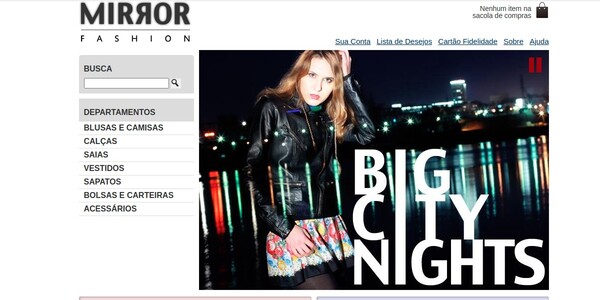 MIRROR
FASHION
Nenhum item na
sacola de compras
Sua Conta Lista de Desejos Cartão Fidelidade Sobre Ajuda
BUSCA
DEPARTAMENTOS
BLUSAS E CAMISAS
CALÇAS
SAIAS
VESTIDOS
SAPATOS
BOLSAS E CARTEIRAS
ACESSÓRIOS
BIG
CITY
NIGHTS